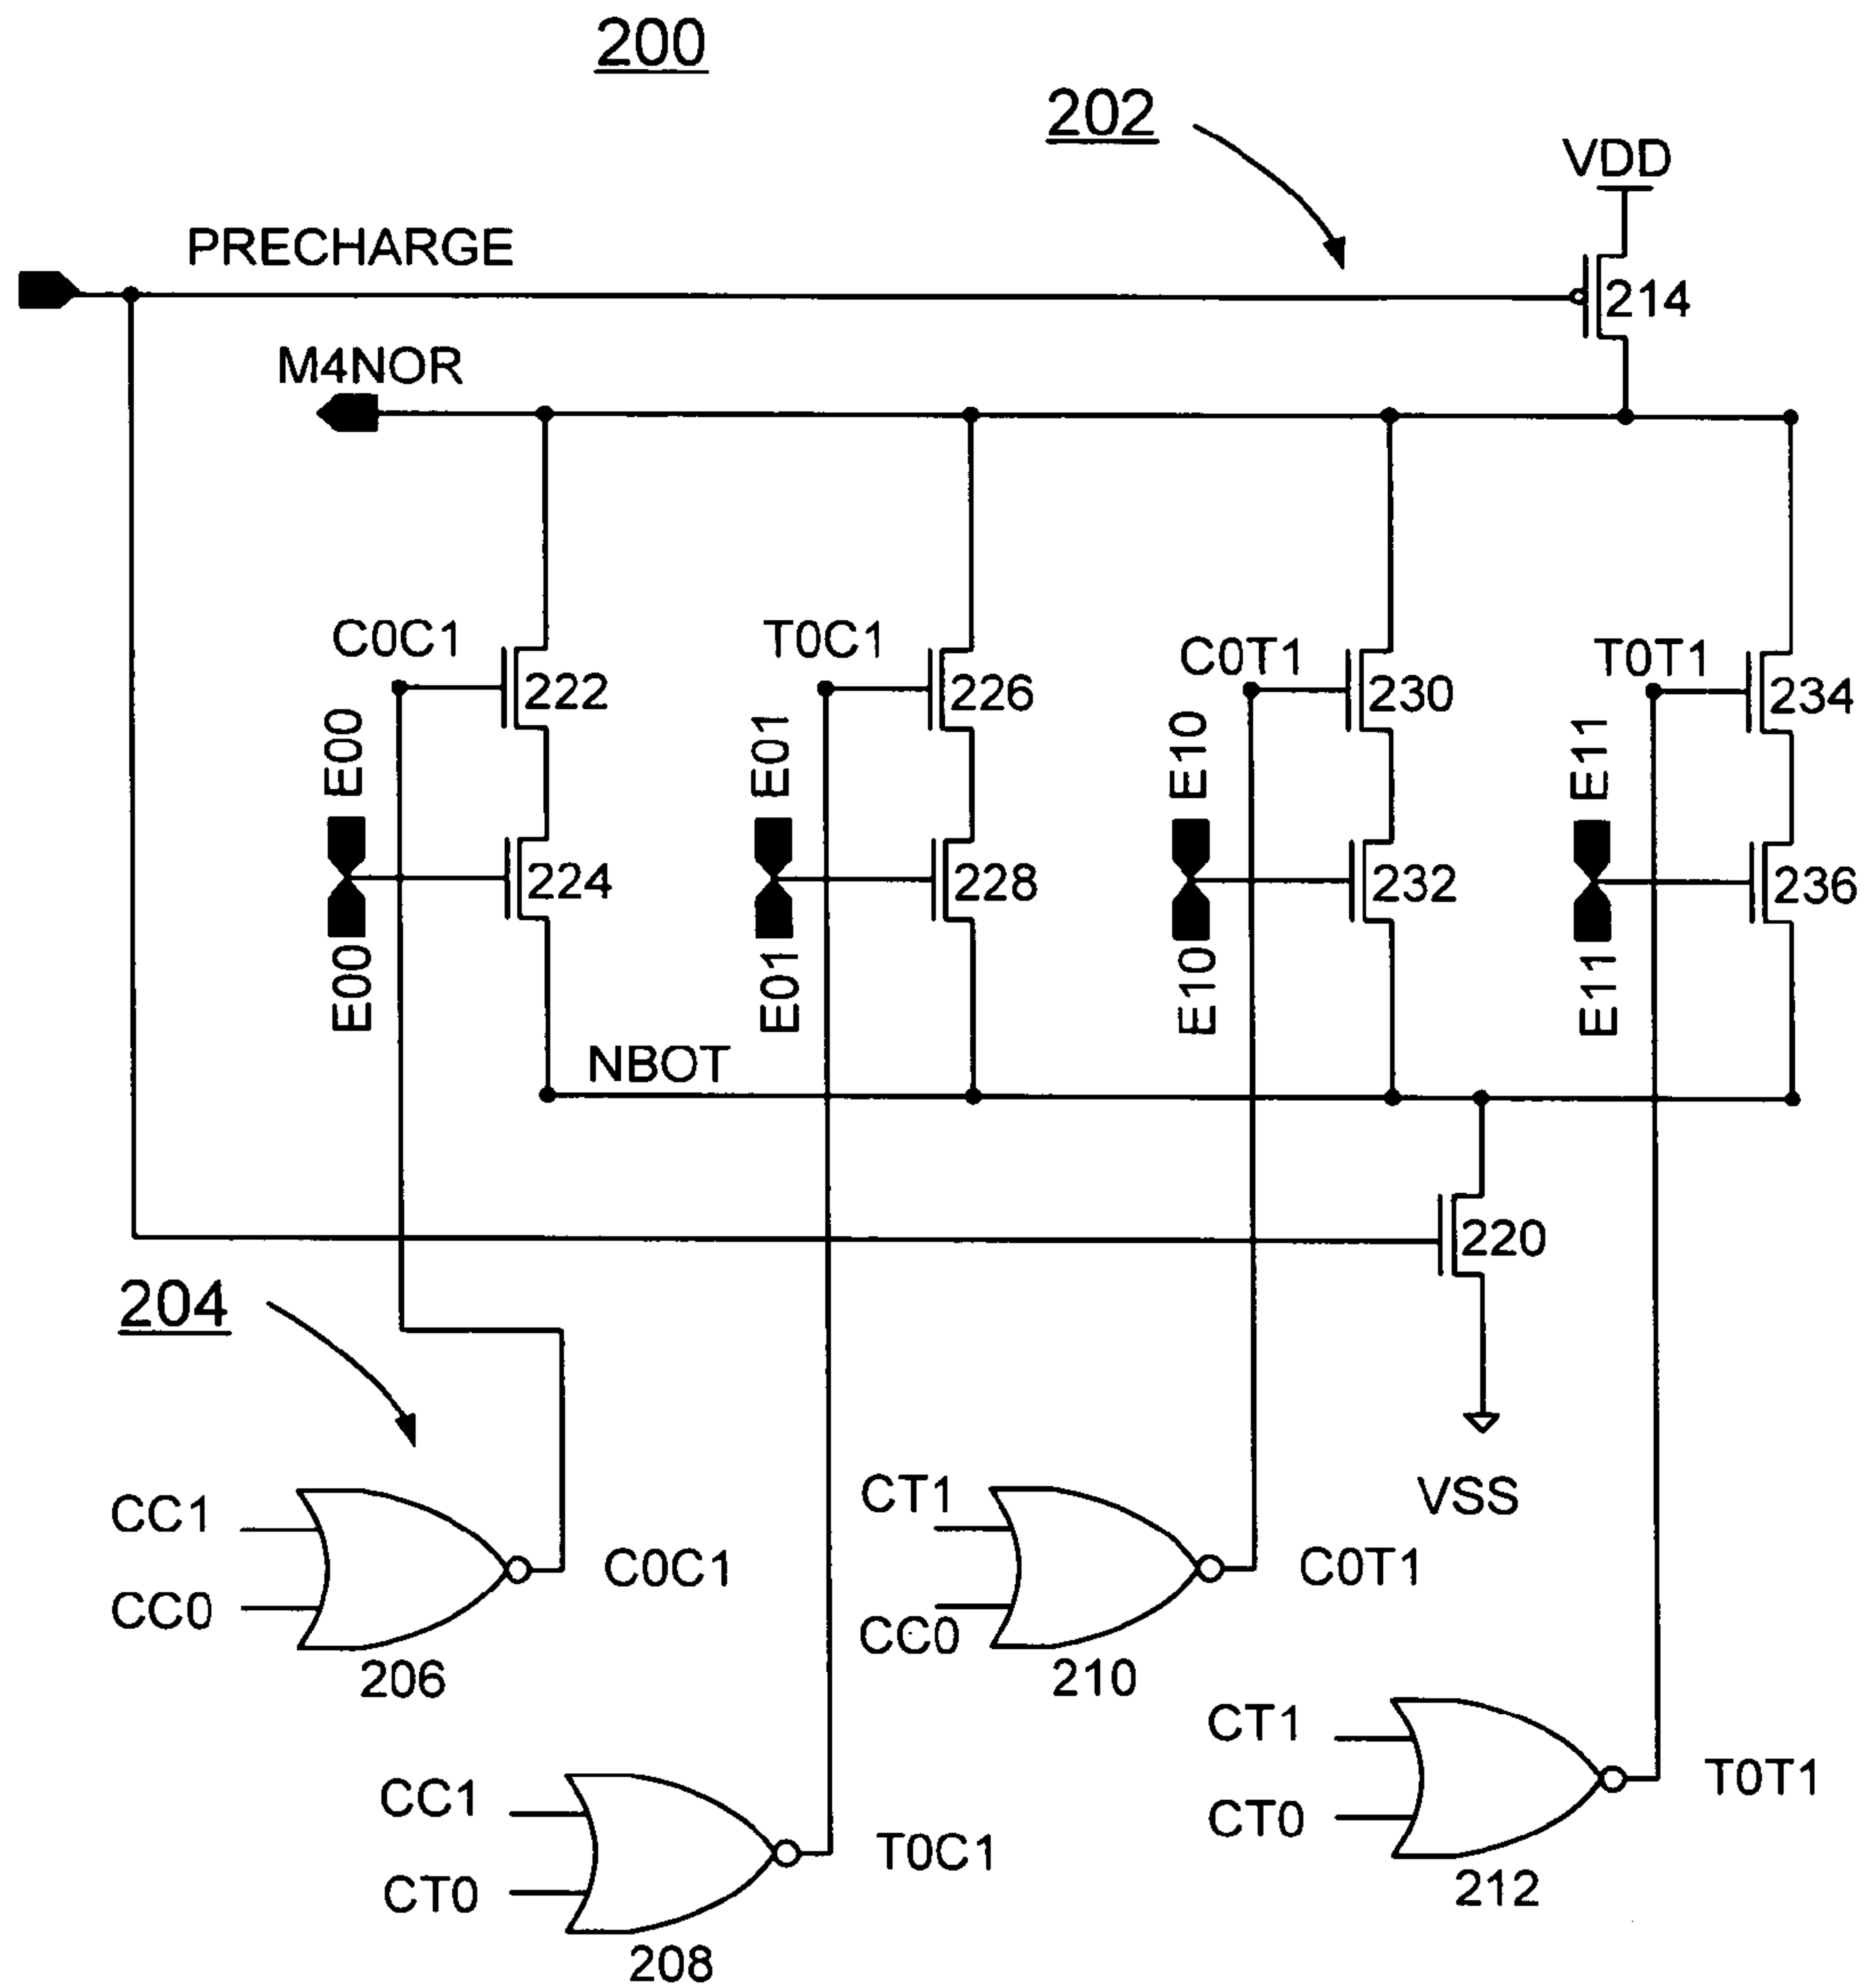 200
202
VDD
PRECHARGE
214
M4NOR
C0C1
T0C1
C0T1
T0T1
222
226
230
234
E00
E01
E10
E11
224
228
232
236
E00
E01
E10
E11
NBOT
220
204
VSS
CC1
CT1
C0C1
C0T1
CC0
CC0
206
210
CT1
T0T1
CC1
CT0
T0C1
CT0
212
208